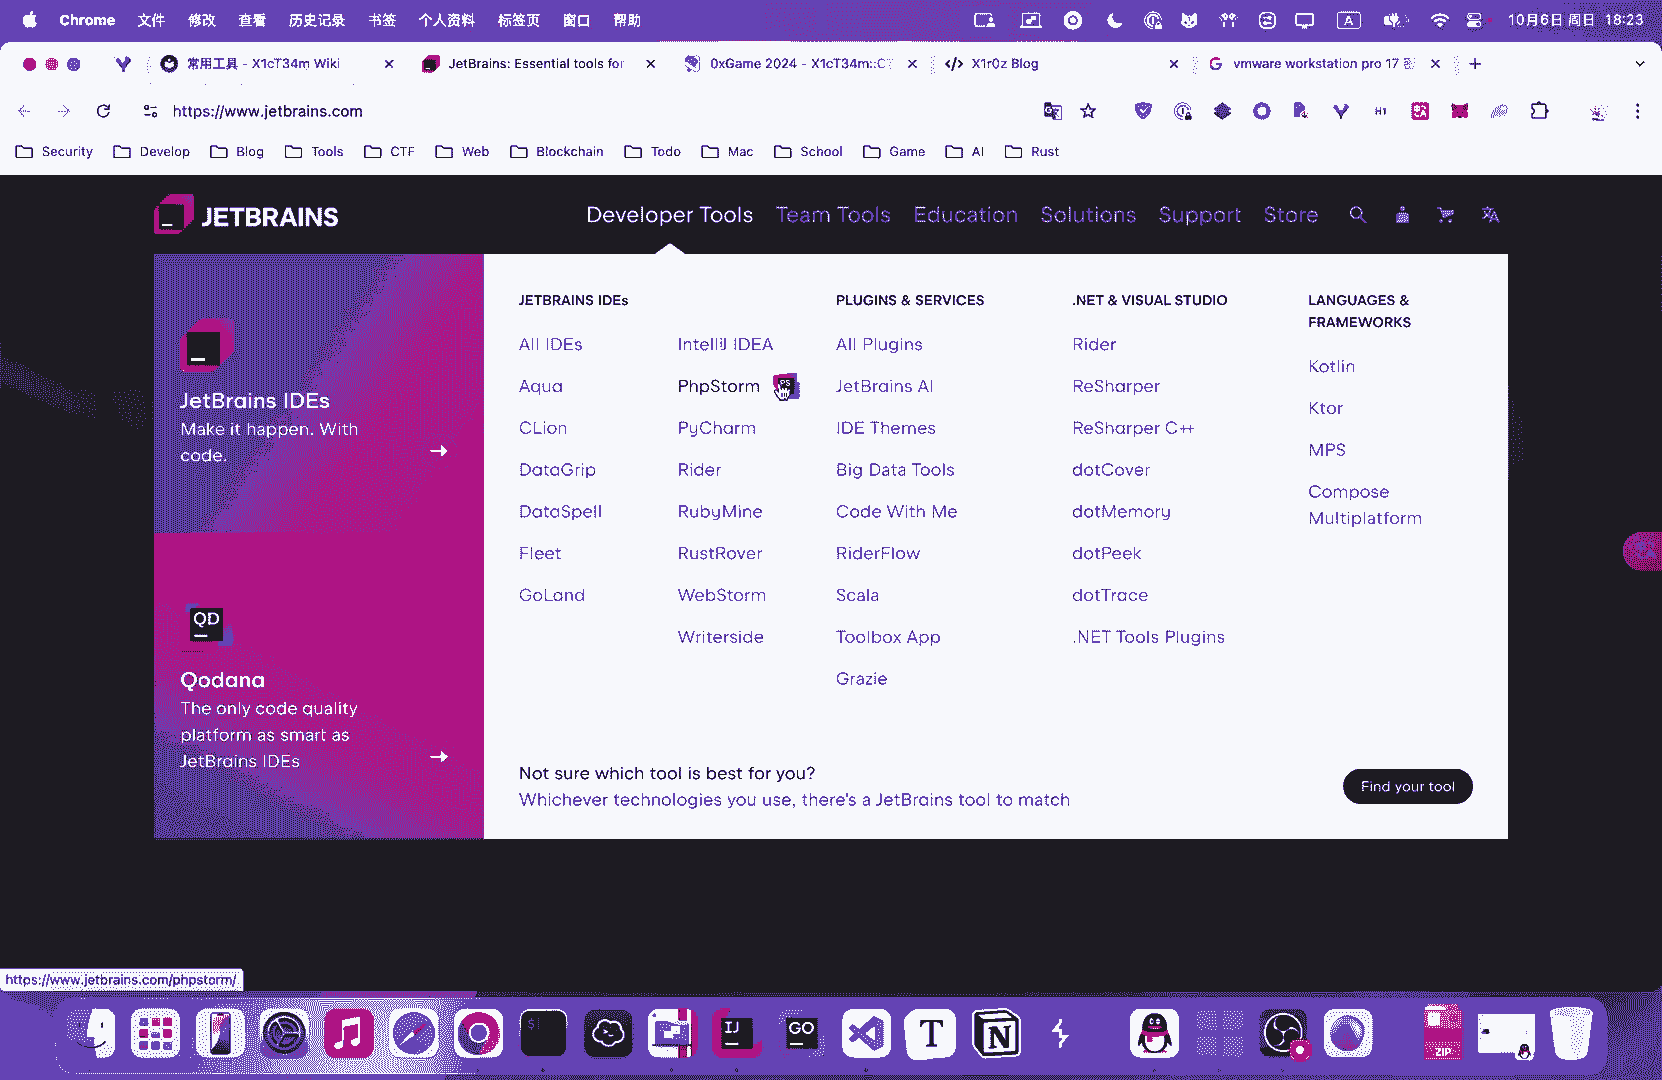 Chrome 文件 修改 查看 历史记录 书签 个人资料 标签页 窗口 帮助 A 10月6日 周日 18:23
常用工具 - X1cT34m Wiki
JetBrains: Essential tools for
0xGame 2024 - X1cT34m::CT
X1r0z Blog
vmware workstation pro 17
https://www.jetbrains.com
Security Develop Blog Tools CTF Web Blockchain Todo Mac School Game AI Rust
JETBRAINS
Developer Tools Team Tools Education Solutions Support Store
JetBrains IDEs
Make it happen. With
code.
QD
Qodana
The only code quality
platform as smart as
JetBrains IDEs
JETBRAINS IDEs
All IDEs
Aqua
CLion
DataGrip
DataSpell
Fleet
GoLand
IntelliJ IDEA
PhpStorm
PS
PyCharm
Rider
RubyMine
RustRover
WebStorm
Writerside
PLUGINS & SERVICES
All Plugins
JetBrains AI
IDE Themes
Big Data Tools
Code With Me
RiderFlow
Scala
Toolbox App
Grazie
.NET & VISUAL STUDIO
Rider
ReSharper
ReSharper C++
dotCover
dotMemory
dotPeek
dotTrace
.NET Tools Plugins
LANGUAGES &
FRAMEWORKS
Kotlin
Ktor
MPS
Compose
Multiplatform
Not sure which tool is best for you?
Whichever technologies you use, there's a JetBrains tool to match
Find your tool
https://www.jetbrains.com/phpstorm/
$
IJ
GO
T
N
ZIP